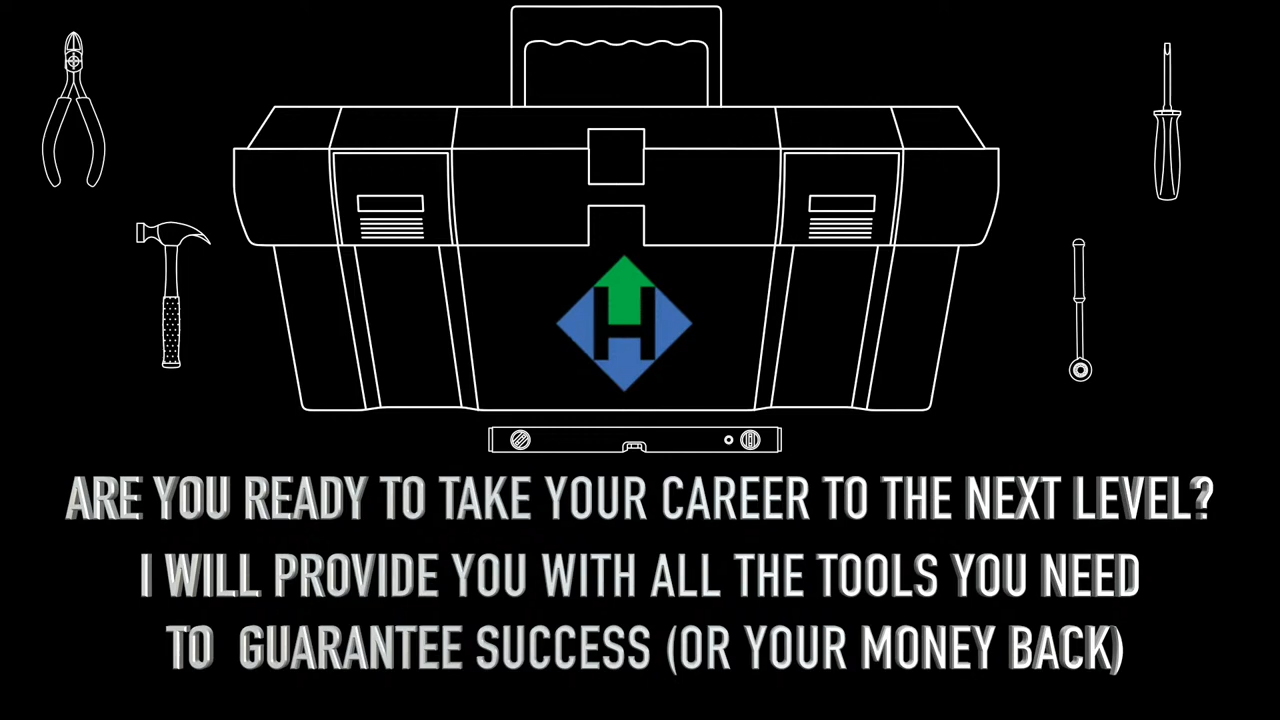 H
ARE YOU READY TO TAKE YOUR CAREER TO THE NEXT LEVEL?
I WILL PROVIDE YOU WITH ALL THE TOOLS YOU NEED
TO GUARANTEE SUCCESS (OR YOUR MONEY BACK)